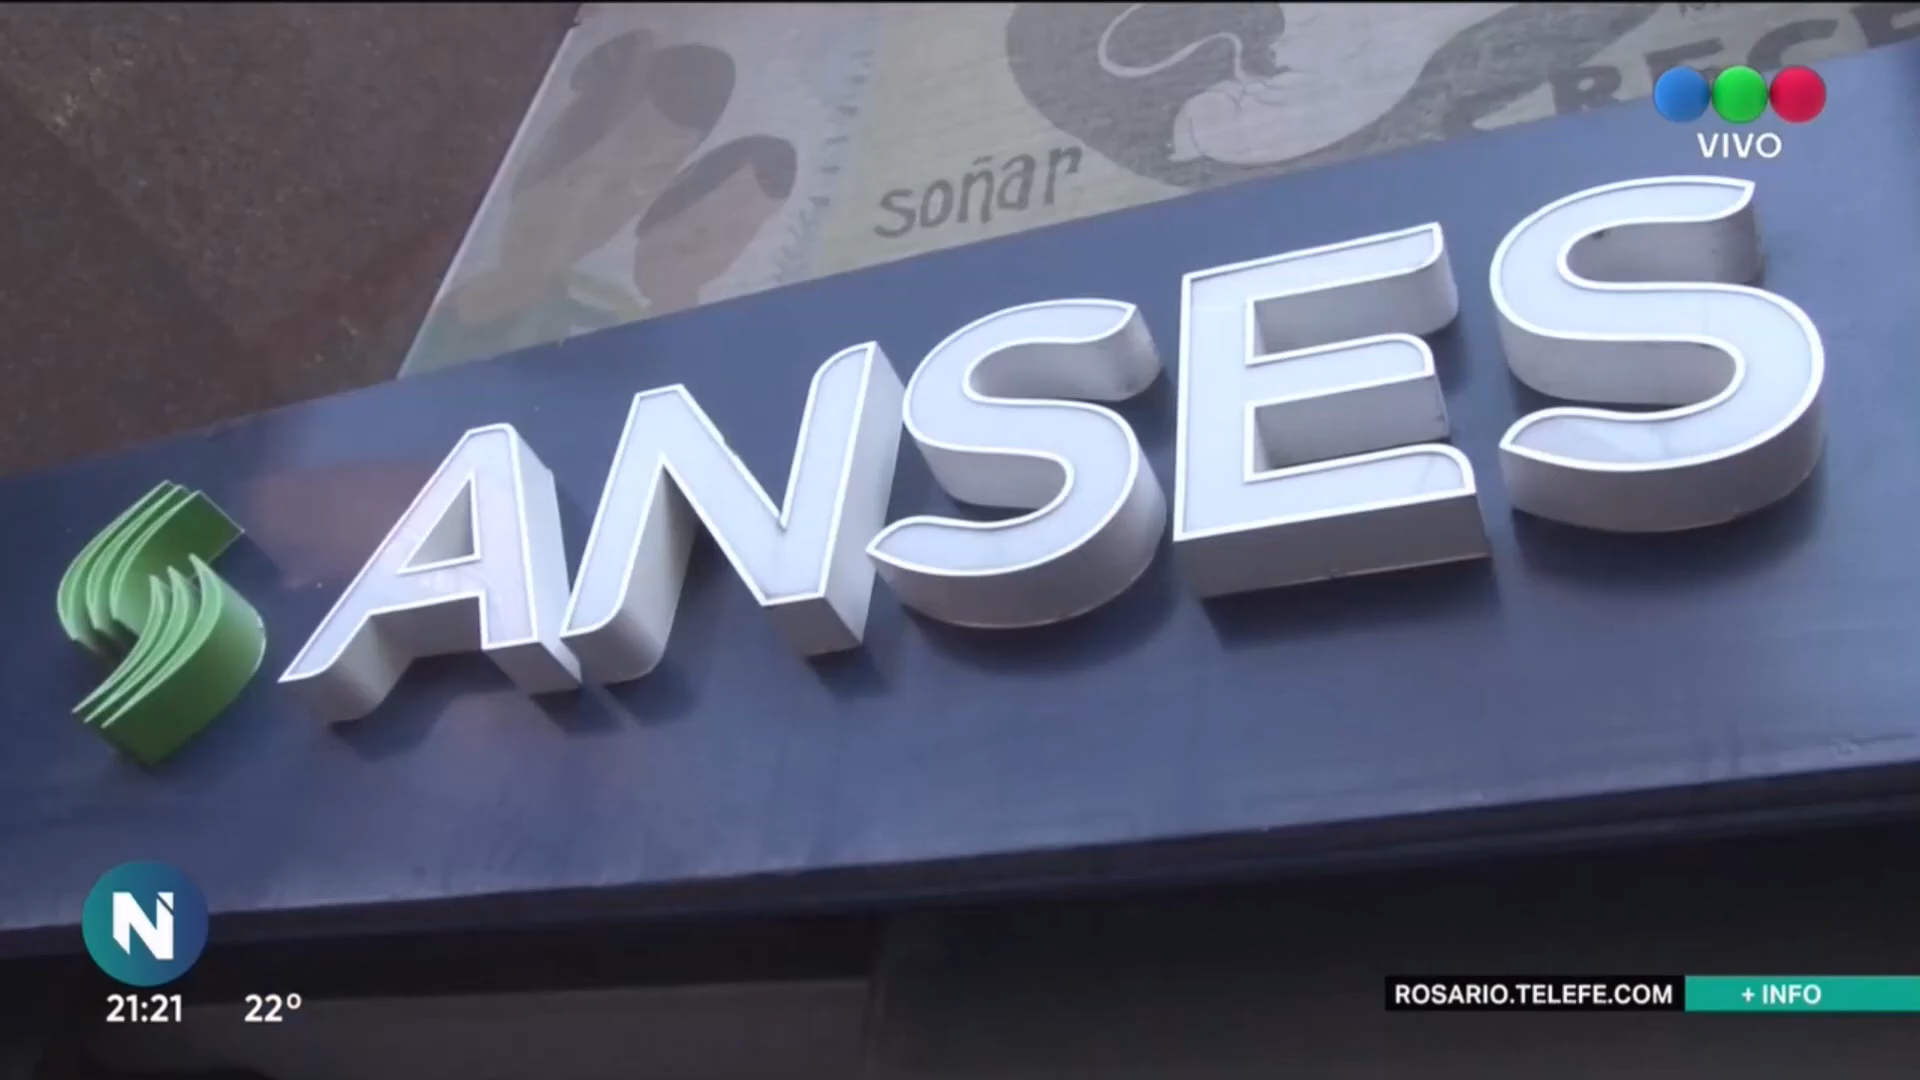 soñar
VIVO
ANSES
N
21:21 22°
ROSARIO.TELEFE.COM + INFO